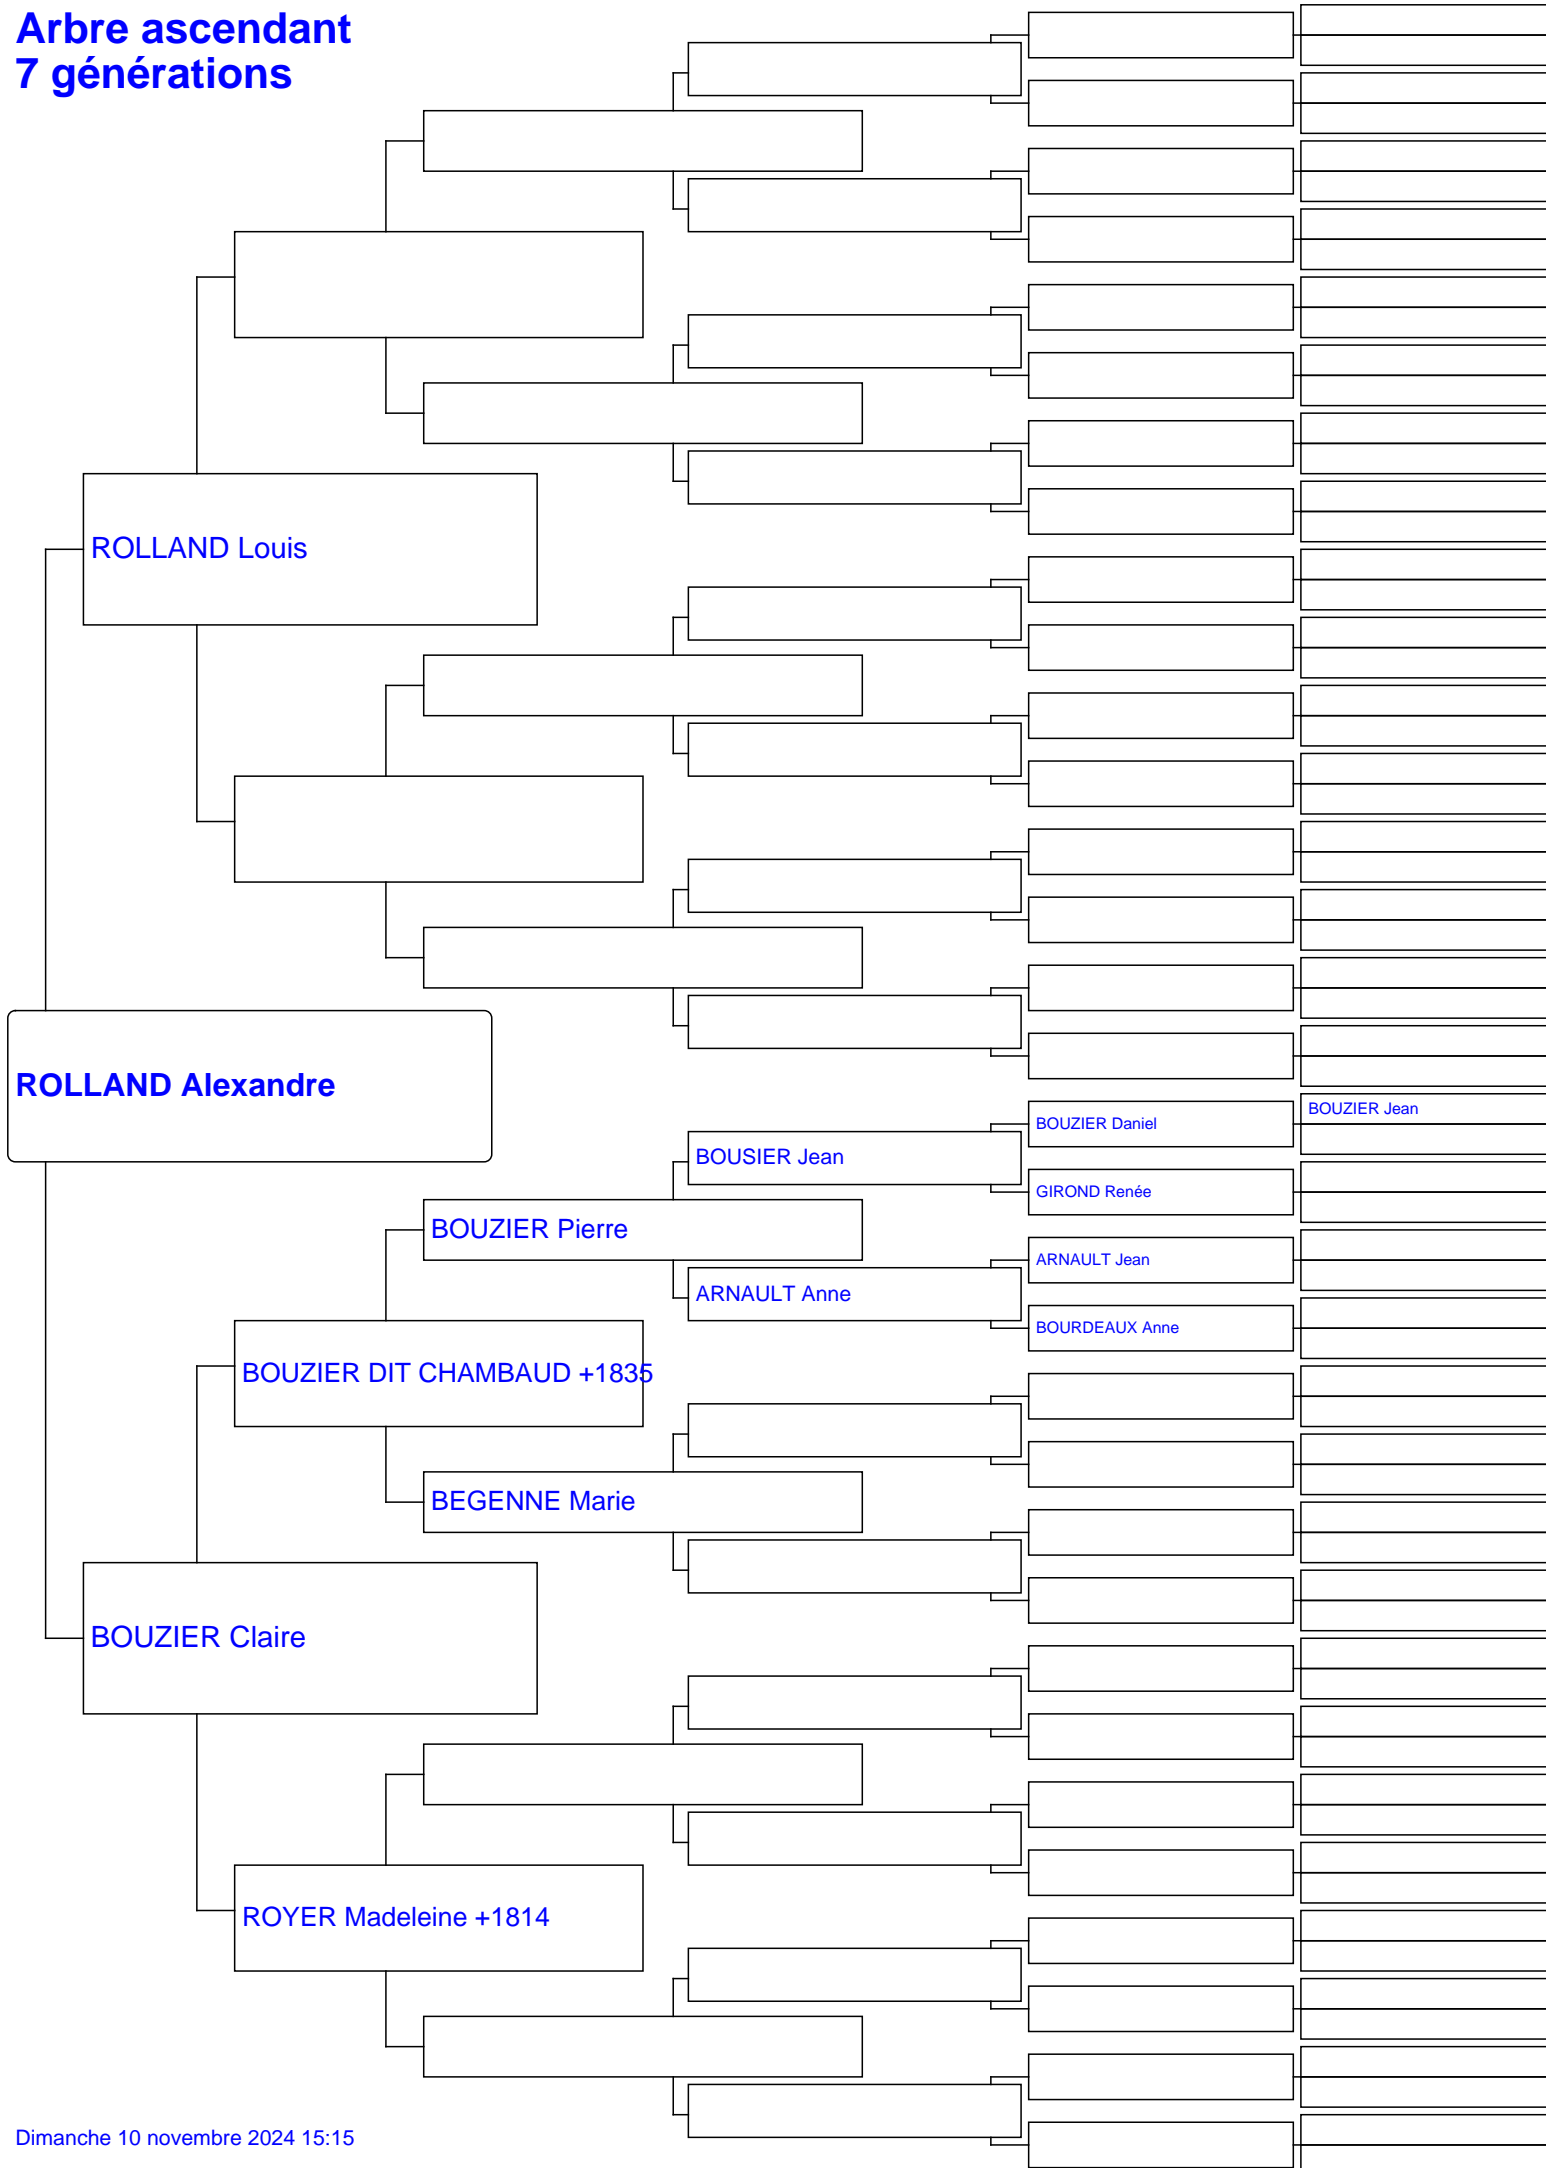 Arbre ascendant
7 générations
ROLLAND Louis
ROLLAND Alexandre
BOUZIER Jean
BOUZIER Daniel
BOUSIER Jean
GIROND Renée
BOUZIER Pierre
ARNAULT Jean
ARNAULT Anne
BOURDEAUX Anne
BOUZIER DIT CHAMBAUD +1835
BEGENNE Marie
BOUZIER Claire
ROYER Madeleine +1814
Dimanche 10 novembre 2024 15:15